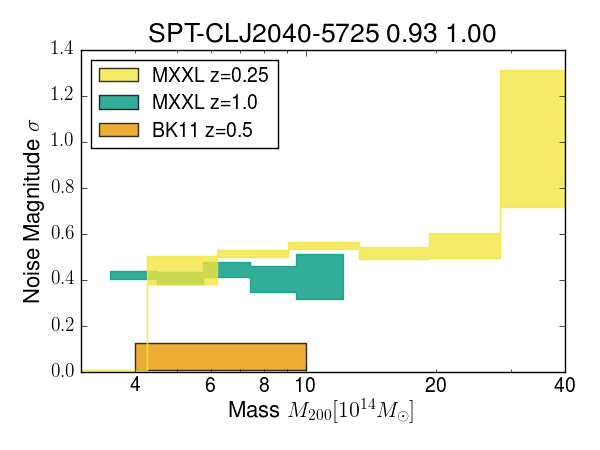 SPT-CLJ2040-5725 0.93 1.00
1.4
1.2
1.0
0.8
0.6
0.4
0.2
0.0
Noise Magnitude σ
MXXL z=0.25
MXXL z=1.0
BK11 z=0.5
4 6 8 10 20 40
Mass M₂₀₀[10¹⁴M☉]